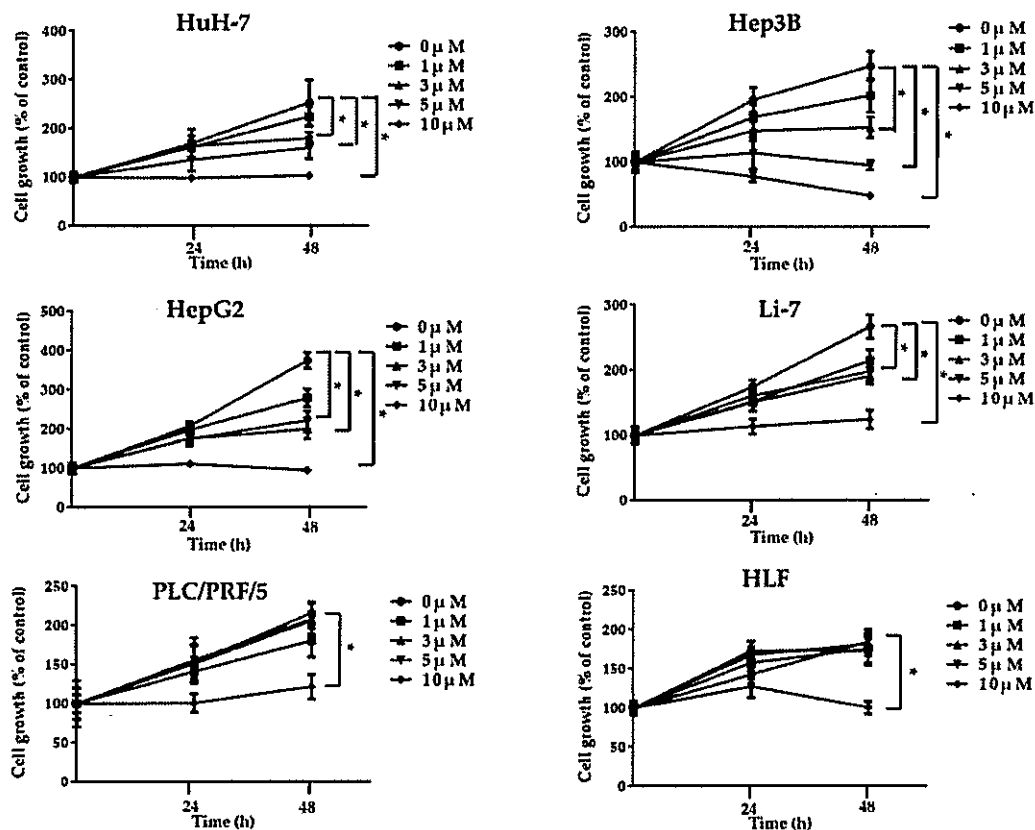 HuH-7
Cell growth (% of control)
400
300
200
100
0
24
48
Time (h)
0 μ M
1 μ M
3 μ M
5 μ M
10 μ M
*
*
*
Hep3B
Cell growth (% of control)
300
200
100
0
24
48
Time (h)
0 μ M
1 μ M
3 μ M
5 μ M
10 μ M
*
*
*
HepG2
Cell growth (% of control)
500
400
300
200
100
0
24
48
Time (h)
0 μ M
1 μ M
3 μ M
5 μ M
10 μ M
*
*
*
Li-7
Cell growth (% of control)
300
200
100
0
24
48
Time (h)
0 μ M
1 μ M
3 μ M
5 μ M
10 μ M
*
*
*
PLC/PRF/5
Cell growth (% of control)
250
200
150
100
50
0
24
48
Time (h)
0 μ M
1 μ M
3 μ M
5 μ M
10 μ M
*
HLF
Cell growth (% of control)
250
200
150
100
50
0
24
48
Time (h)
0 μ M
1 μ M
3 μ M
5 μ M
10 μ M
*